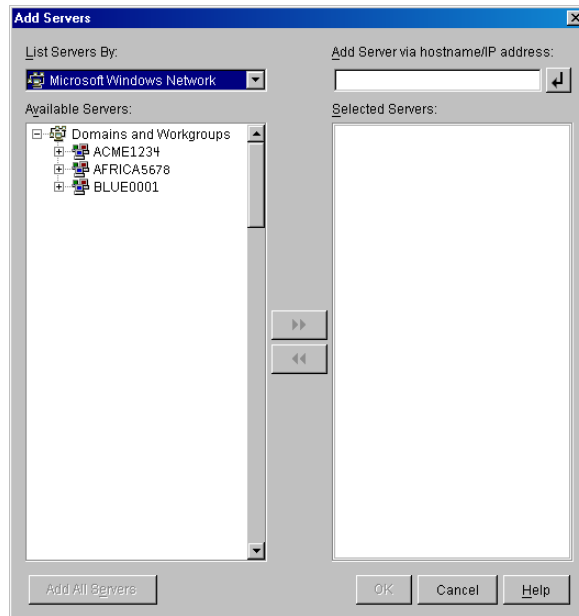 Add Servers
List Servers By:
Microsoft Windows Network
Add Server via hostname/IP address:
Available Servers:
Selected Servers:
Domains and Workgroups
ACME1234
AFRICA5678
BLUE0001
Add All Servers
OK
Cancel
Help